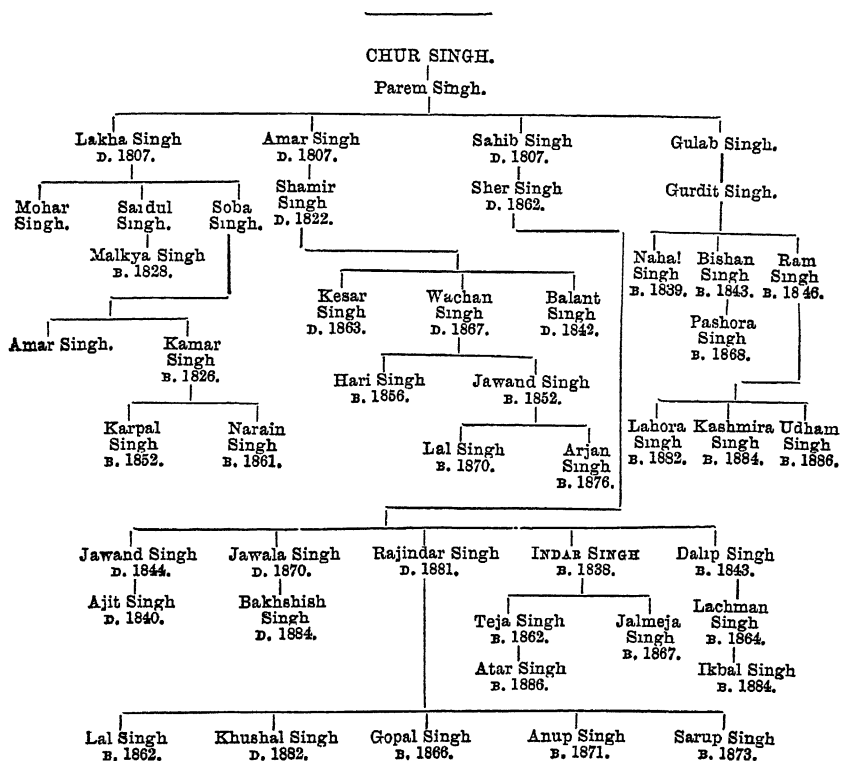 CHUR SINGH.
Parem Singh.
Lakha Singh Amar Singh Sahib Singh Gulab Singh.
D. 1807. D. 1807. D. 1807.
Mohar Saidul Soba Shamir Sher Singh Gurdit Singh.
Singh. Singh. Singh. Singh D. 1862.
D. 1822.
Malkya Singh
B. 1828.
Nahal Bishan Ram
Singh Singh Singh
B. 1839. B. 1843. B. 1846.
Kesar Wachan Balant
Singh Singh Singh
D. 1863. D. 1867. D. 1842.
Pashora
Singh
B. 1868.
Amar Singh. Kamar
Singh
B. 1826.
Hari Singh Jawand Singh
B. 1856. B. 1852.
Karpal Narain
Singh Singh
B. 1852. B. 1861.
Lal Singh Arjan
B. 1870. Singh
B. 1876.
Lahora Kashmira Udham
Singh Singh Singh
B. 1882. B. 1884. B. 1886.
Jawand Singh Jawala Singh Rajindar Singh INDAR SINGH Dalip Singh
D. 1844. D. 1870. D. 1881. B. 1838. B. 1843.
Ajit Singh Bakhshish Teja Singh Jalmeja Lachman
D. 1840. Singh B. 1862. Singh Singh
D. 1884. B. 1867. B. 1864.
Atar Singh Ikbal Singh
B. 1886. B. 1884.
Lal Singh Khushal Singh Gopal Singh Anup Singh Sarup Singh
B. 1862. D. 1882. B. 1866. B. 1871. B. 1873.